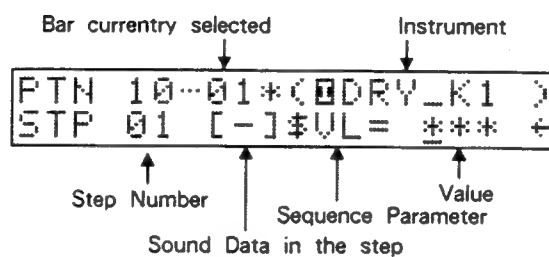 Bar currentry selected Instrument
PTN 10…01*(0DRY_K1 )
STP 01 [-]$VL= *** ←
Step Number Value
Sequence Parameter
Sound Data in the step